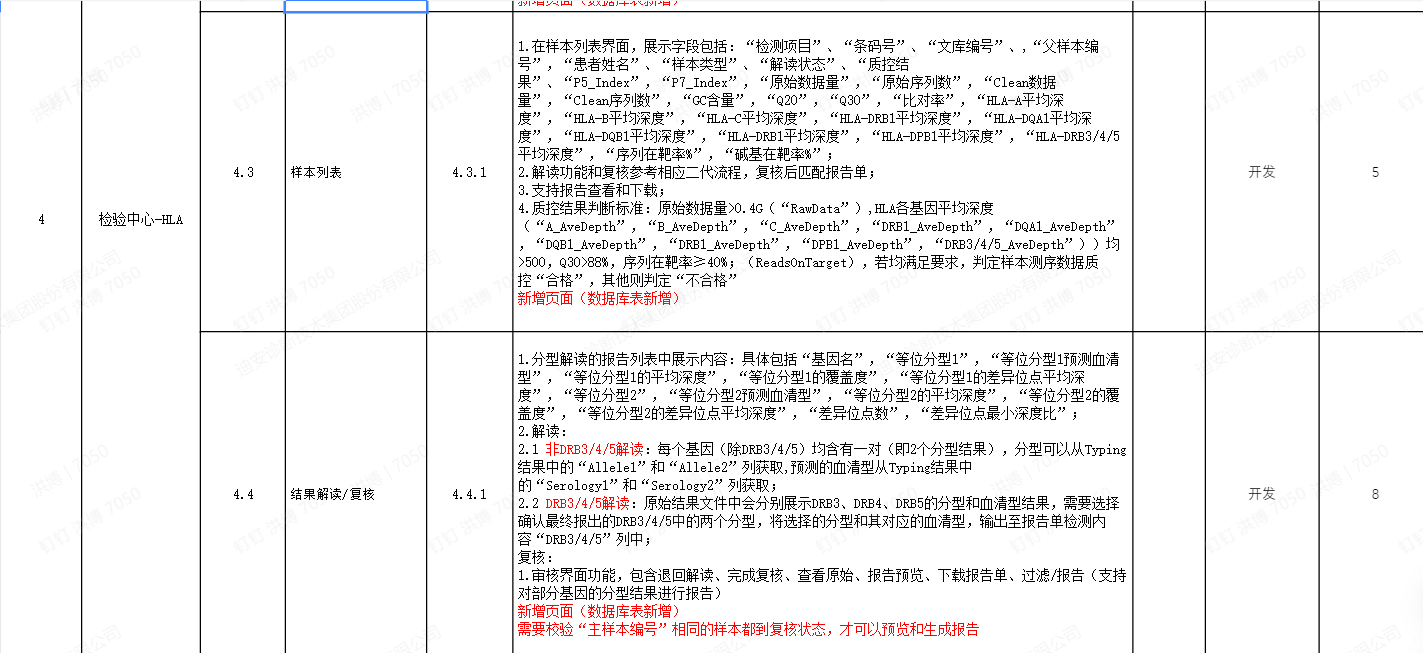 新增页面（数据库表新增）
4
检验中心-HLA
4.3
样本列表
4.3.1
1.在样本列表界面，展示字段包括：“检测项目”、“条码号”、“文库编号”、,“父样本编
号”，“患者姓名”、“样本类型”、“解读状态”、“质控结
果”、“P5_Index”，“P7_Index”，“原始数据量”，“原始序列数”，“Clean数据
量”，“Clean序列数”，“GC含量”，“Q20”，“Q30”，“比对率”，“HLA-A平均深
度”，“HLA-B平均深度”，“HLA-C平均深度”，“HLA-DRB1平均深度”，“HLA-DQA1平均深
度”，“HLA-DQB1平均深度”，“HLA-DRB1平均深度”，“HLA-DPB1平均深度”，“HLA-DRB3/4/5
平均深度”，“序列在靶率%”，“碱基在靶率%”；
2.解读功能和复核参考相应二代流程，复核后匹配报告单；
3.支持报告查看和下载；
4.质控结果判断标准：原始数据量>0.4G（“RawData”）,HLA各基因平均深度
（“A_AveDepth”，“B_AveDepth”，“C_AveDepth”，“DRB1_AveDepth”，“DQA1_AveDepth”
，“DQB1_AveDepth”，“DRB1_AveDepth”，“DPB1_AveDepth”，“DRB3/4/5_AveDepth”））均
>500，Q30>88%，序列在靶率≥40%；（ReadsOnTarget），若均满足要求，判定样本测序数据质
控“合格”，其他则判定“不合格”
新增页面（数据库表新增）
开发
5
4.4
结果解读/复核
4.4.1
1.分型解读的报告列表中展示内容：具体包括“基因名”，“等位分型1”，“等位分型1预测血清
型”，“等位分型1的平均深度”，“等位分型1的覆盖度”，“等位分型1的差异位点平均深
度”，“等位分型2”，“等位分型2预测血清型”，“等位分型2的平均深度”，“等位分型2的覆
盖度”，“等位分型2的差异位点平均深度”，“差异位点数”，“差异位点最小深度比”；
2.解读：
2.1 非DRB3/4/5解读：每个基因（除DRB3/4/5）均含有一对（即2个分型结果），分型可以从Typing
结果中的“Allele1”和“Allele2”列获取,预测的血清型从Typing结果中
的“Serology1”和“Serology2”列获取；
2.2 DRB3/4/5解读：原始结果文件中会分别展示DRB3、DRB4、DRB5的分型和血清型结果，需要选择
确认最终报出的DRB3/4/5中的两个分型，将选择的分型和其对应的血清型，输出至报告单检测内
容“DRB3/4/5”列中；
复核：
1.审核界面功能，包含退回解读、完成复核、查看原始、报告预览、下载报告单、过滤/报告（支持
对部分基因的分型结果进行报告）
新增页面（数据库表新增）
需要校验“主样本编号”相同的样本都到复核状态，才可以预览和生成报告
开发
8